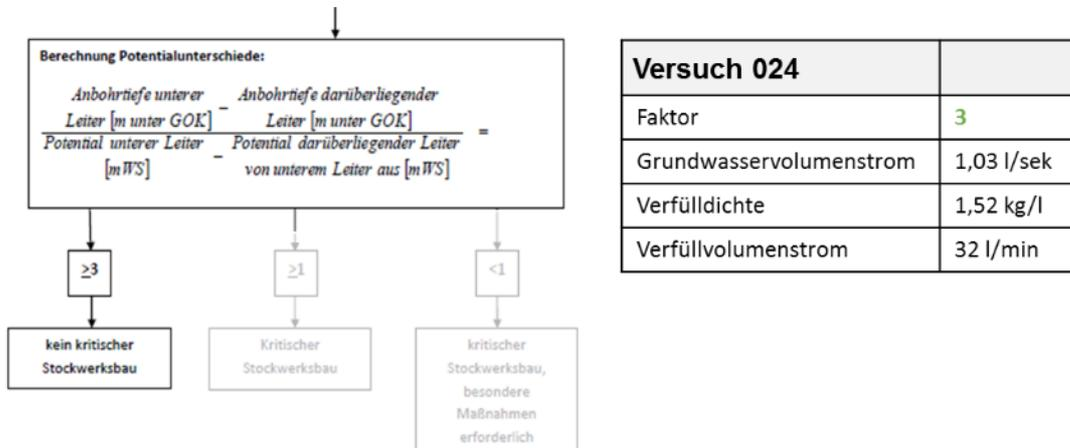 Berechnung Potentialunterschiede:
Anbohrtiefe unterer Anbohrtiefe darüberliegender
Leiter [m unter GOK] − Leiter [m unter GOK]
Potential unterer Leiter − Potential darüberliegender Leiter =
[mWS] von unterem Leiter aus [mWS]
≥3
≥1
<1
kein kritischer
Stockwerksbau
Kritischer
Stockwerksbau
kritischer
Stockwerksbau,
besondere
Maßnahmen
erforderlich
Versuch 024
Faktor 3
Grundwasservolumenstrom 1,03 l/sek
Verfülldichte 1,52 kg/l
Verfüllvolumenstrom 32 l/min